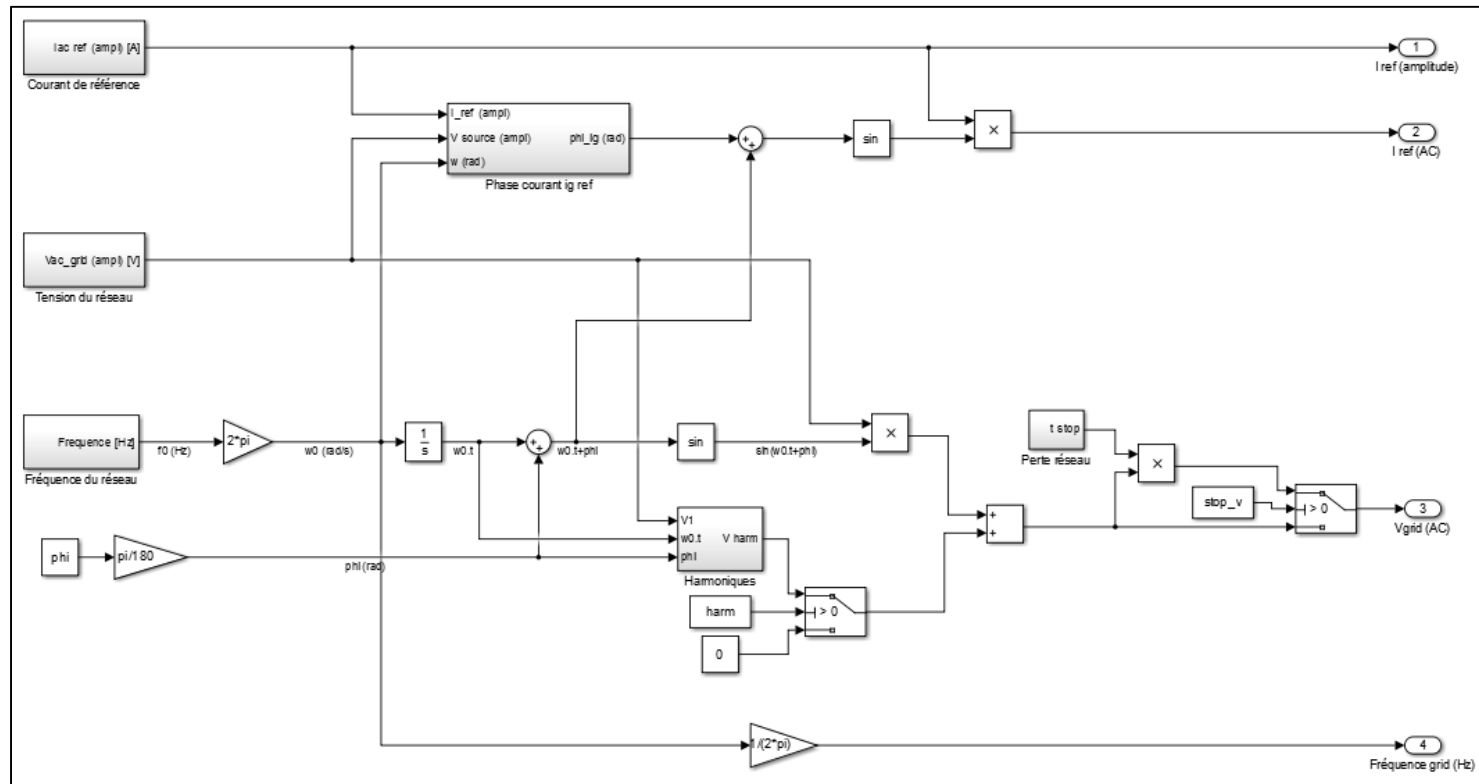 Iac ref (ampl) [A]
Courant de référence
1
I ref (amplitude)
I_ref (ampl)
V source (ampl)
w (rad)
phi_ig (rad)
Phase courant ig ref
+
+
sin
×
2
I ref (AC)
Vac_grid (ampl) [V]
Tension du réseau
Frequence [Hz]
Fréquence du réseau
f0 (Hz)
2*pi
w0 (rad/s)
1
s
w0.t
+
+
w0.t+phi
sin
sin(w0.t+phi)
×
t stop
Perte réseau
×
stop_v
> 0
3
Vgrid (AC)
phi
pi/180
phi (rad)
V1
w0.t
phi
V harm
Harmoniques
+
+
harm
> 0
0
1/(2*pi)
4
Fréquence grid (Hz)